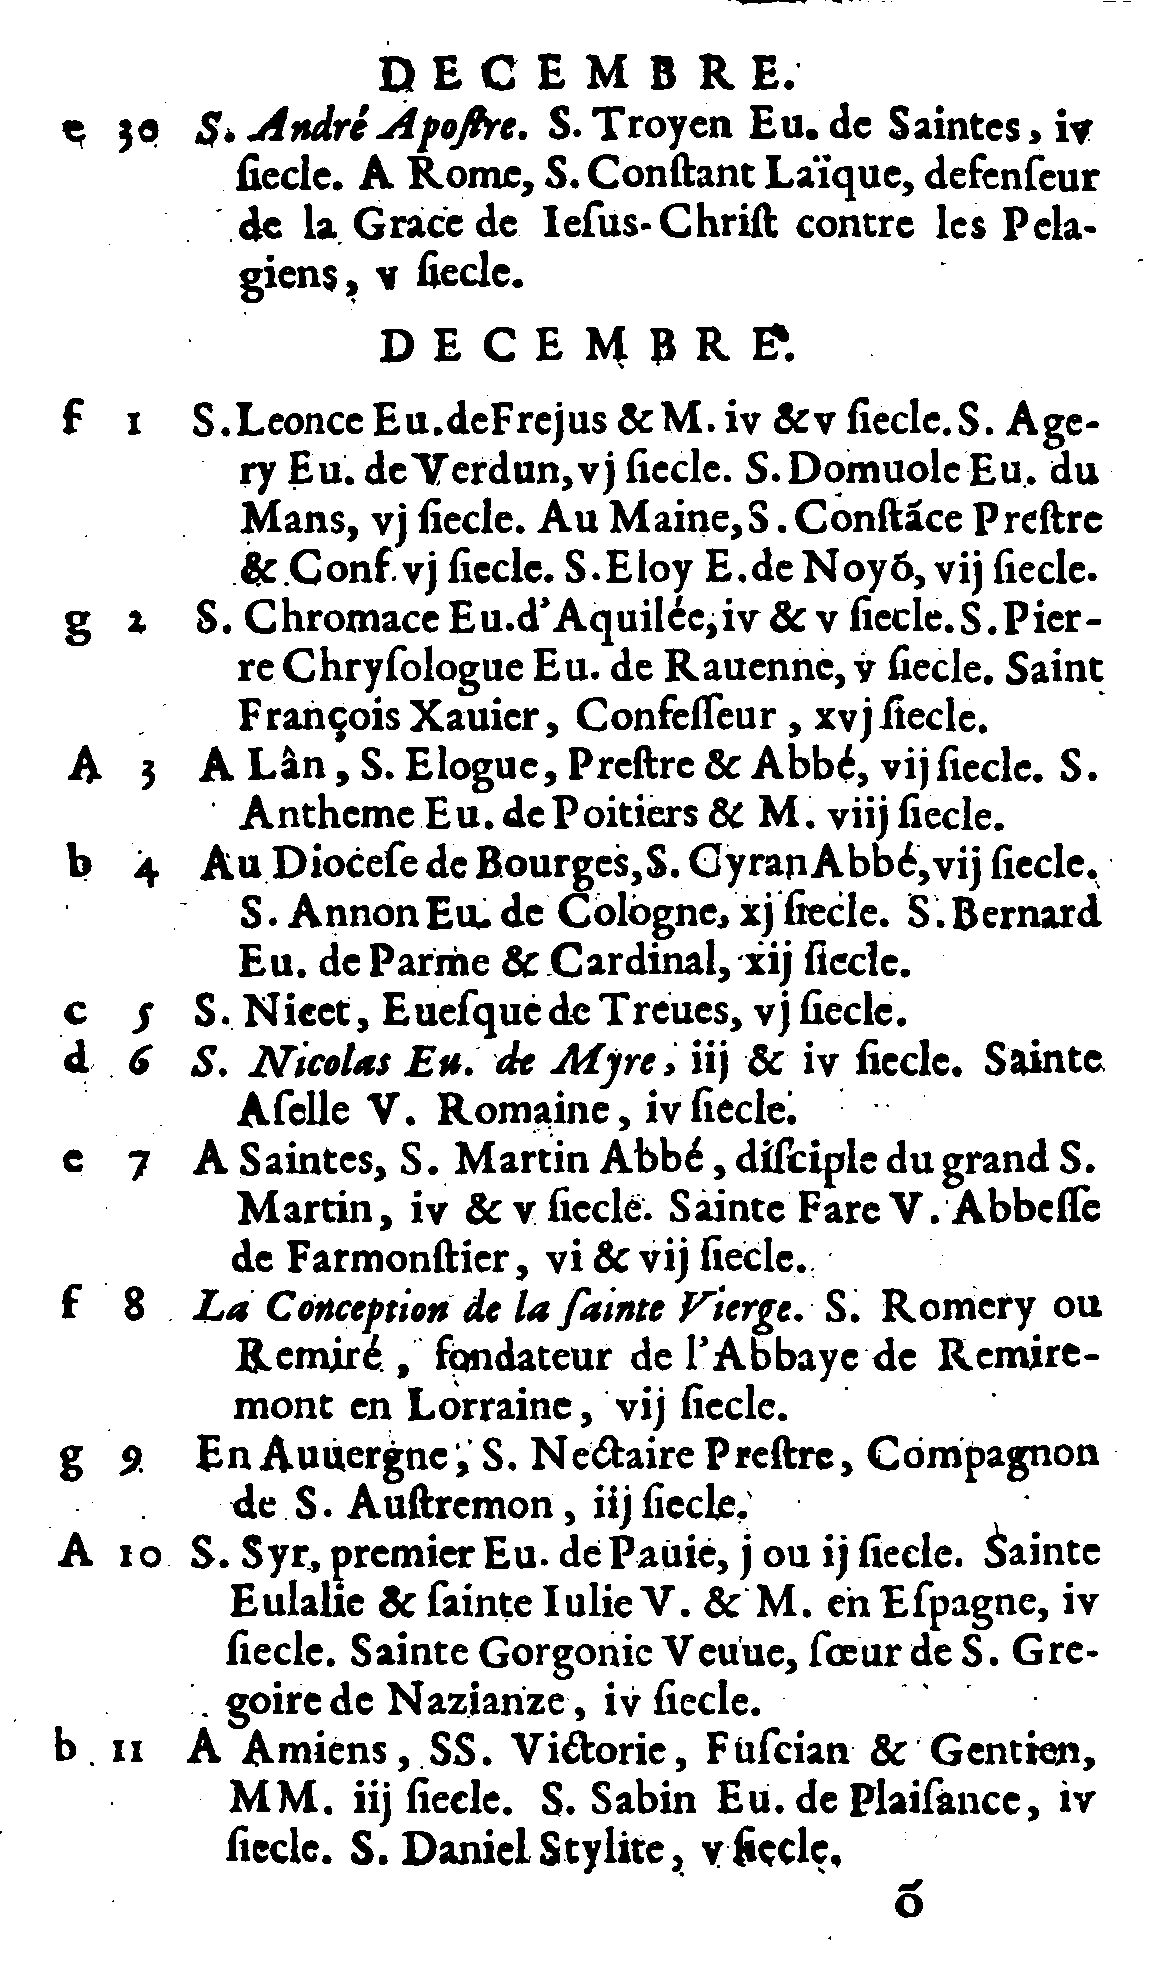 DECEMBRE.
e 30 S. André Apostre. S. Troyen Eu. de Saintes, iv
ſiecle. A Rome, S. Conſtant Laïque, defenſeur
de la Grace de Ieſus-Chriſt contre les Pela-
giens, v ſiecle.
DECEMBRE.
f 1 S. Leonce Eu. de Frejus & M. iv & v ſiecle. S. Age-
ry Eu. de Verdun, vj ſiecle. S. Domuole Eu. du
Mans, vj ſiecle. Au Maine, S. Conſtãce Preſtre
& Conf. vj ſiecle. S. Eloy E. de Noyõ, vij ſiecle.
g 2 S. Chromace Eu. d'Aquilée, iv & v ſiecle. S. Pier-
re Chryſologue Eu. de Rauenne, v ſiecle. Saint
François Xauier, Confeſſeur, xvj ſiecle.
A 3 A Lân, S. Elogue, Preſtre & Abbé, vij ſiecle. S.
Antheme Eu. de Poitiers & M. viij ſiecle.
b 4 Au Dioceſe de Bourges, S. Cyran Abbé, vij ſiecle.
S. Annon Eu. de Cologne, xj ſiecle. S. Bernard
Eu. de Parme & Cardinal, xij ſiecle.
c 5 S. Nicet, Eueſque de Treues, vj ſiecle.
d 6 S. Nicolas Eu. de Myre, iij & iv ſiecle. Sainte
Aſelle V. Romaine, iv ſiecle.
e 7 A Saintes, S. Martin Abbé, diſciple du grand S.
Martin, iv & v ſiecle. Sainte Fare V. Abbeſſe
de Farmonſtier, vi & vij ſiecle.
f 8 La Conception de la ſainte Vierge. S. Romery ou
Remiré, fondateur de l'Abbaye de Remire-
mont en Lorraine, vij ſiecle.
g 9 En Auuergne, S. Nectaire Preſtre, Compagnon
de S. Auſtremon, iij ſiecle.
A 10 S. Syr, premier Eu. de Pauie, j ou ij ſiecle. Sainte
Eulalie & ſainte Iulie V. & M. en Eſpagne, iv
ſiecle. Sainte Gorgonie Veuue, ſœur de S. Gre-
goire de Nazianze, iv ſiecle.
b 11 A Amiens, SS. Victorie, Fuſcian & Gentien,
MM. iij ſiecle. S. Sabin Eu. de Plaiſance, iv
ſiecle. S. Daniel Stylite, v ſiecle.
õ